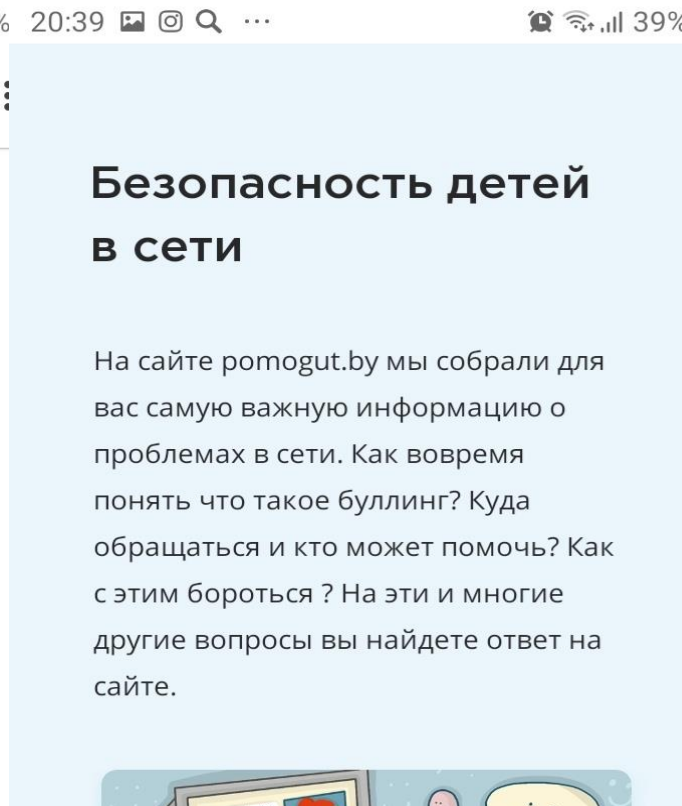 20:39 39%
Безопасность детей
в сети
На сайте pomogut.by мы собрали для
вас самую важную информацию о
проблемах в сети. Как вовремя
понять что такое буллинг? Куда
обращаться и кто может помочь? Как
с этим бороться ? На эти и многие
другие вопросы вы найдете ответ на
сайте.